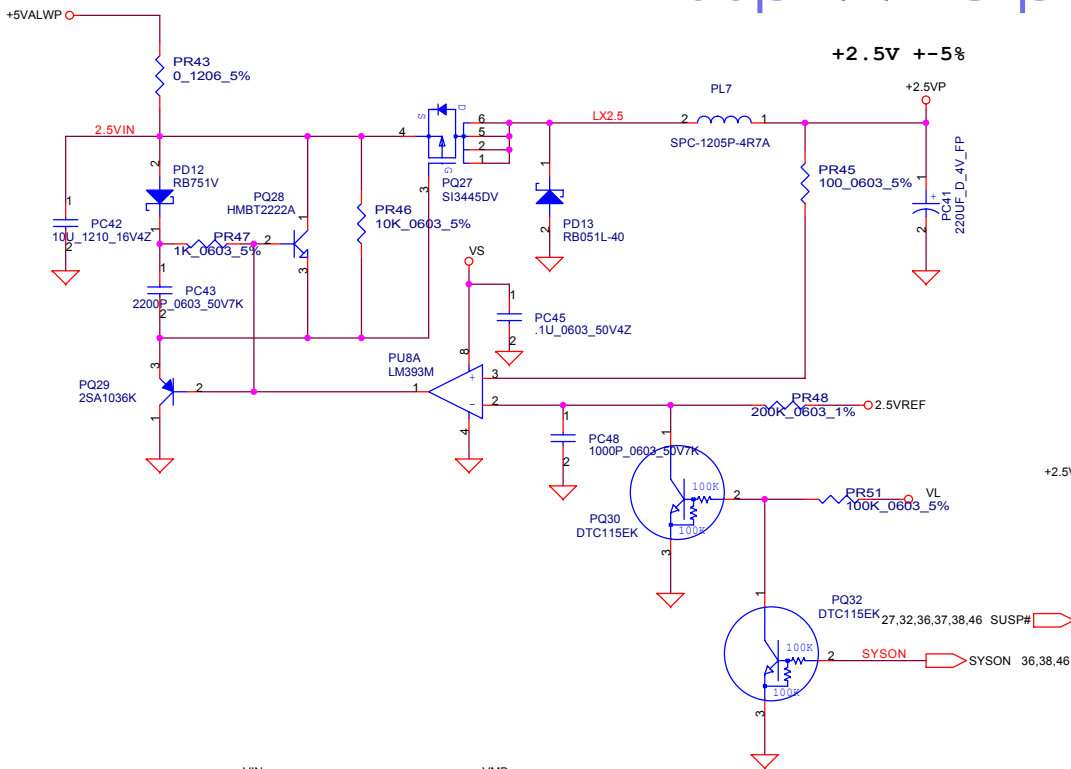 +5VALWP
PR43
0_1206_5%
+2.5V +-5%
+2.5VP
PL7
2.5VIN
4
S
D
G
6
5
2
1
3
LX2.5
2
1
SPC-1205P-4R7A
PQ27
SI3445DV
2
PD12
RB751V
1
PQ28
HMBT2222A
1
2
3
PR46
10K_0603_5%
1
PC42
10U_1210_16V4Z
2
PR47
1K_0603_5%
1
PD13
RB051L-40
2
PR45
100_0603_5%
1
+
2
PC41
220UF_D_4V_FP
VS
1
PC43
2200P_0603_50V7K
2
1
PC45
.1U_0603_50V4Z
2
PU8A
LM393M
8
+
3
-
2
1
4
PQ29
2SA1036K
3
2
1
PR48
200K_0603_1%
2.5VREF
1
PC48
1000P_0603_50V7K
2
1
100K
100K
2
3
PQ30
DTC115EK
PR51
100K_0603_5%
VL
+2.5V
PQ32
DTC115EK
1
100K
100K
2
3
27,32,36,37,38,46 SUSP#
SYSON
SYSON 36,38,46